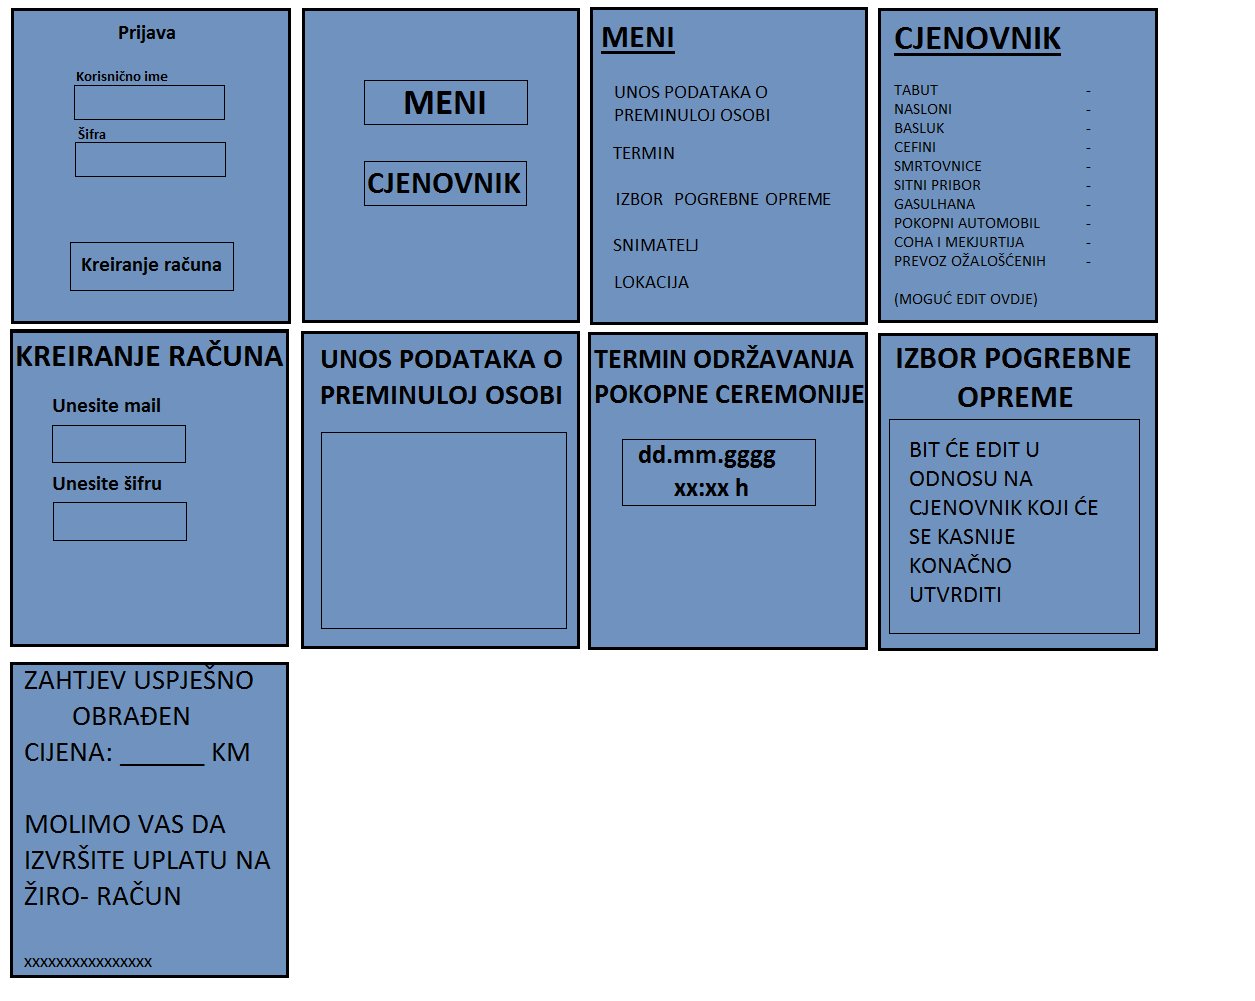 Prijava
Korisnično ime
Šifra
Kreiranje računa
MENI
CJENOVNIK
MENI
UNOS PODATAKA O
PREMINULOJ OSOBI
TERMIN
IZBOR POGREBNE OPREME
SNIMATELJ
LOKACIJA
CJENOVNIK
TABUT -
NASLONI -
BASLUK -
CEFINI -
SMRTOVNICE -
SITNI PRIBOR -
GASULHANA -
POKOPNI AUTOMOBIL -
COHA I MEKJURTIJA -
PREVOZ OŽALOŠĆENIH -
(MOGUĆ EDIT OVDJE)
KREIRANJE RAČUNA
Unesite mail
Unesite šifru
UNOS PODATAKA O
PREMINULOJ OSOBI
TERMIN ODRŽAVANJA
POKOPNE CEREMONIJE
dd.mm.gggg
xx:xx h
IZBOR POGREBNE
OPREME
BIT ĆE EDIT U
ODNOSU NA
CJENOVNIK KOJI ĆE
SE KASNIJE
KONAČNO
UTVRDITI
ZAHTJEV USPJEŠNO
OBRAĐEN
CIJENA: ______ KM
MOLIMO VAS DA
IZVRŠITE UPLATU NA
ŽIRO- RAČUN
xxxxxxxxxxxxxxxx